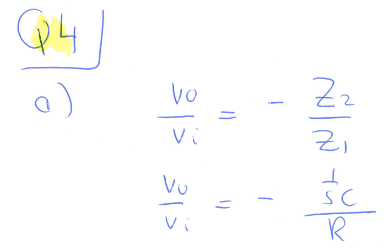 Q4
a)
Vo/Vi = - Z2/Z1
Vo/Vi = - (1/SC)/R